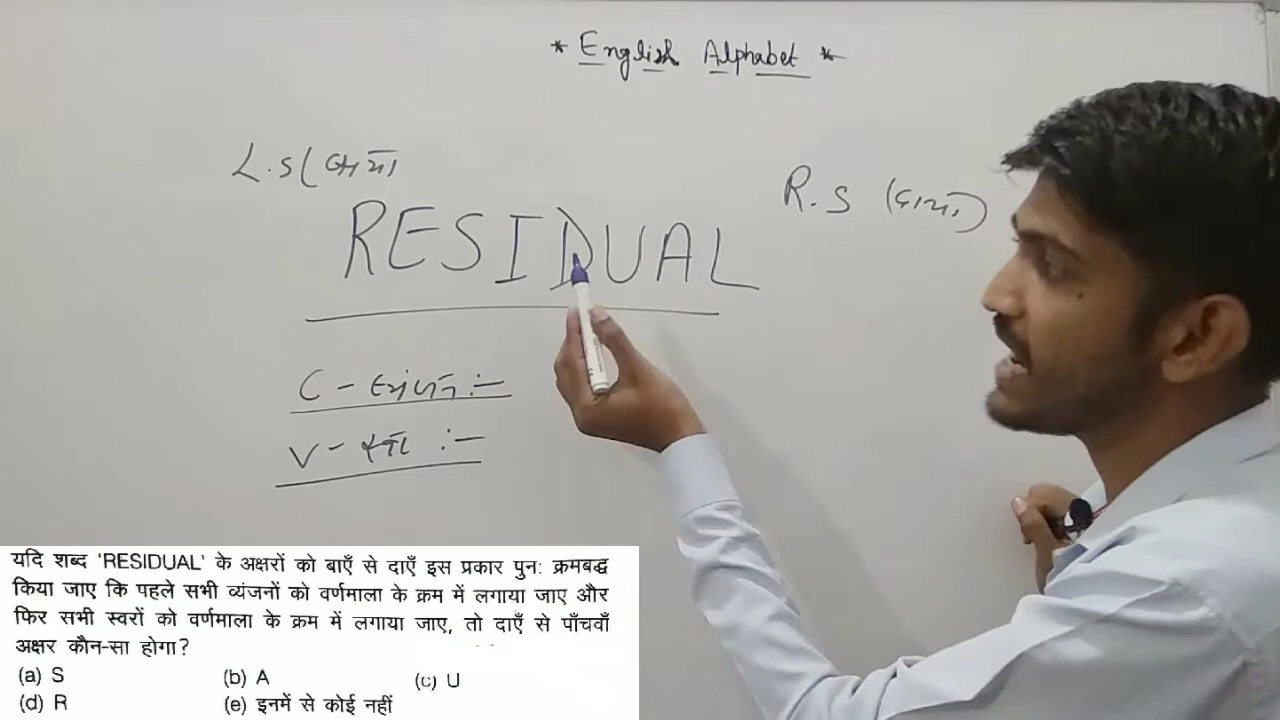 * English Alphabet *
L.S (बायां
R.S (दायां)
RESIDUAL
C - व्यंजन :-
V - स्वर :-
यदि शब्द 'RESIDUAL' के अक्षरों को बाएँ से दाएँ इस प्रकार पुन: क्रमबद्ध
किया जाए कि पहले सभी व्यंजनों को वर्णमाला के क्रम में लगाया जाए और
फिर सभी स्वरों को वर्णमाला के क्रम में लगाया जाए, तो दाएँ से पाँचवाँ
अक्षर कौन-सा होगा?
(a) S (b) A (c) U
(d) R (e) इनमें से कोई नहीं